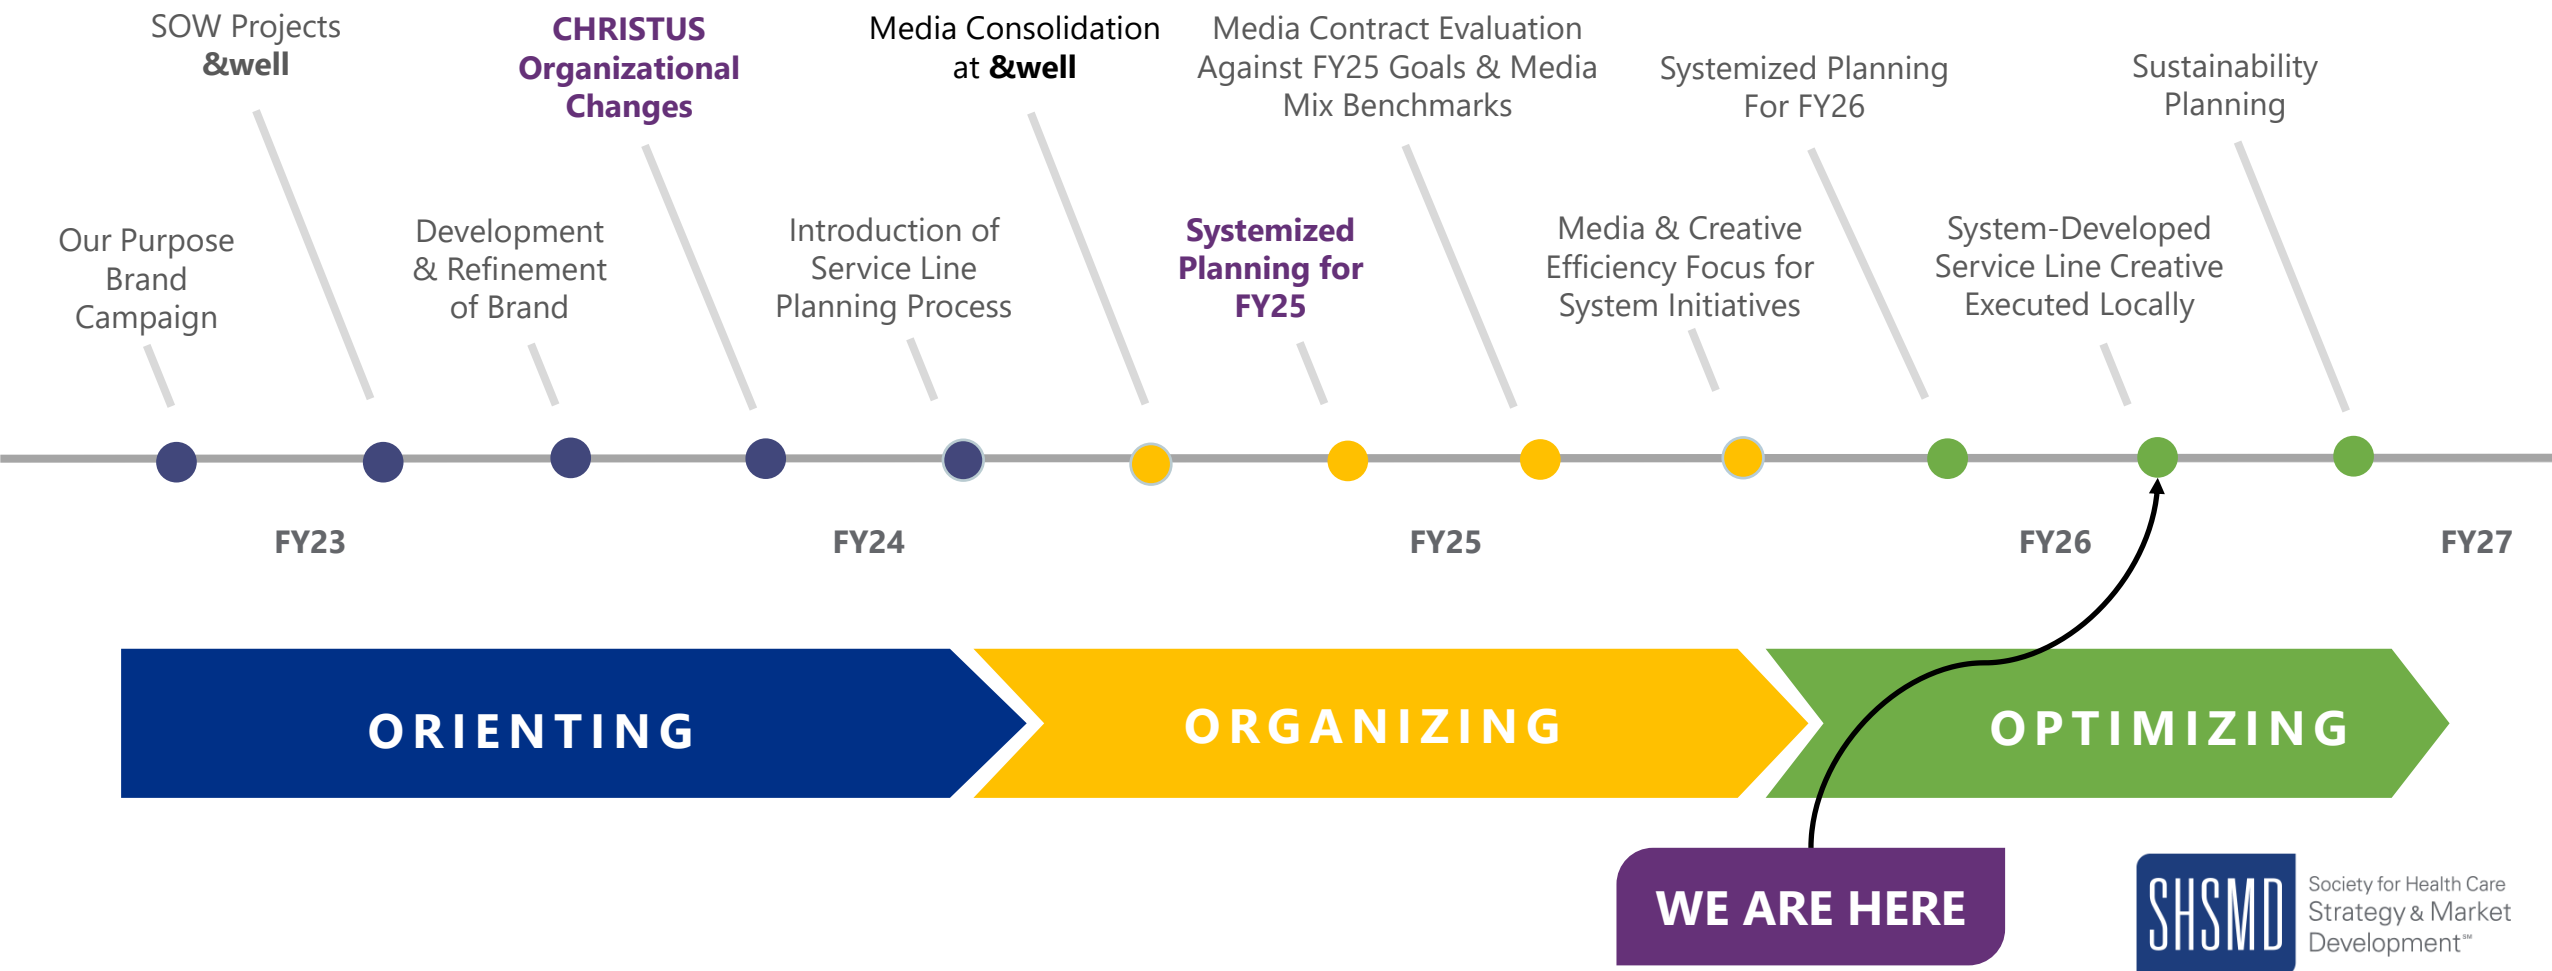 SOW Projects
&well
CHRISTUS
Organizational
Changes
Media Consolidation
at &well
Media Contract Evaluation
Against FY25 Goals & Media
Mix Benchmarks
Systemized Planning
For FY26
Sustainability
Planning
Our Purpose
Brand
Campaign
Development
& Refinement
of Brand
Introduction of
Service Line
Planning Process
Systemized
Planning for
FY25
Media & Creative
Efficiency Focus for
System Initiatives
System-Developed
Service Line Creative
Executed Locally
FY23
FY24
FY25
FY26
FY27
ORIENTING
ORGANIZING
OPTIMIZING
WE ARE HERE
SHSMD
Society for Health Care
Strategy & Market
Development℠